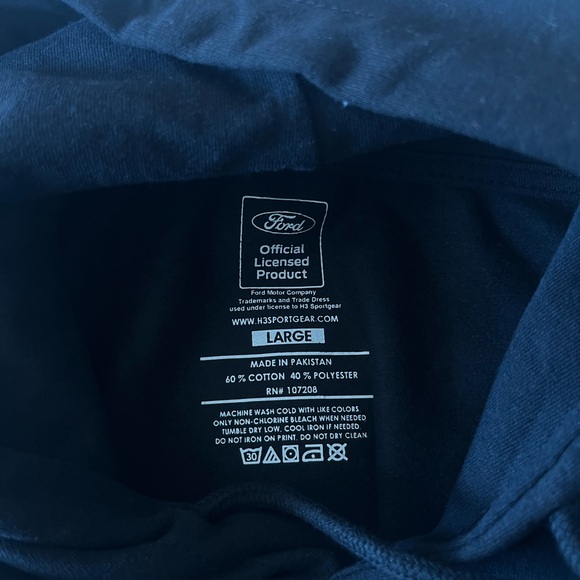 Ford
Official
Licensed
Product
Ford Motor Company
Trademarks and Trade Dress
used under license to H3 Sportgear
WWW.H3SPORTGEAR.COM
LARGE
MADE IN PAKISTAN
60 % COTTON 40 % POLYESTER
RN# 107208
MACHINE WASH COLD WITH LIKE COLORS
ONLY NON-CHLORINE BLEACH WHEN NEEDED
TUMBLE DRY LOW. COOL IRON IF NEEDED
DO NOT IRON ON PRINT. DO NOT DRY CLEAN.
30